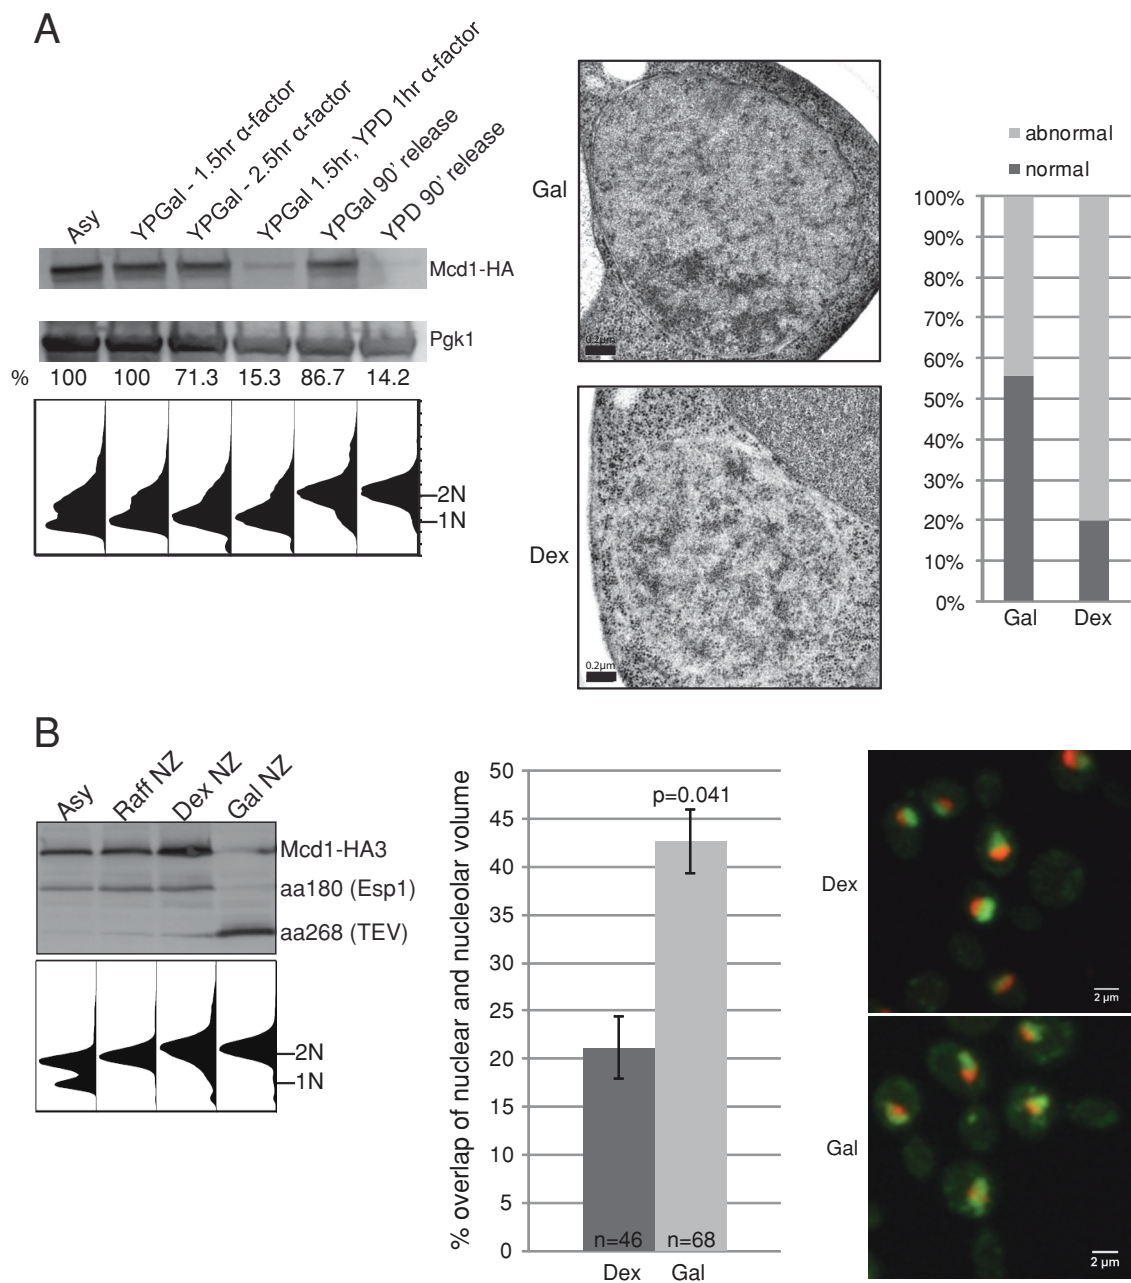 A
Asy
YPGal - 1.5hr α-factor
YPGal - 2.5hr α-factor
YPGal 1.5hr, YPD 1hr α-factor
YPGal 90' release
YPD 90' release
Mcd1-HA
Pgk1
% 100 100 71.3 15.3 86.7 14.2
2N
1N
Gal
0.2µm
Dex
0.2µm
abnormal
normal
100%
90%
80%
70%
60%
50%
40%
30%
20%
10%
0%
Gal Dex
B
Asy
Raff NZ
Dex NZ
Gal NZ
Mcd1-HA3
aa180 (Esp1)
aa268 (TEV)
2N
1N
% overlap of nuclear and nucleolar volume
50
45
40
35
30
25
20
15
10
5
0
p=0.041
n=46 n=68
Dex Gal
Dex
2 µm
Gal
2 µm